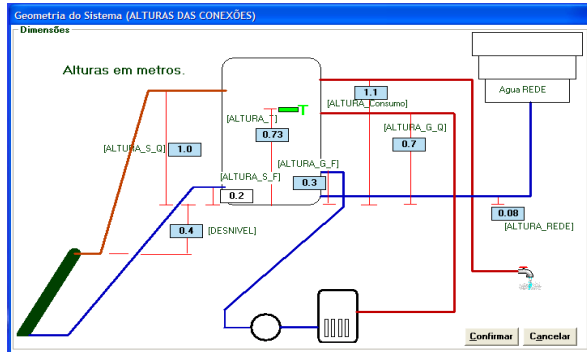 Geometria do Sistema (ALTURAS DAS CONEXÕES)
Dimensões
Alturas em metros.
Agua REDE
1.1
[ALTURA_Consumo]
[ALTURA_T]
T
0.73
[ALTURA_G_Q]
0.7
[ALTURA_S_Q]
1.0
[ALTURA_G_F]
0.3
[ALTURA_S_F]
0.2
0.08
[ALTURA_REDE]
0.4
[DESNIVEL]
Confirmar
Cancelar